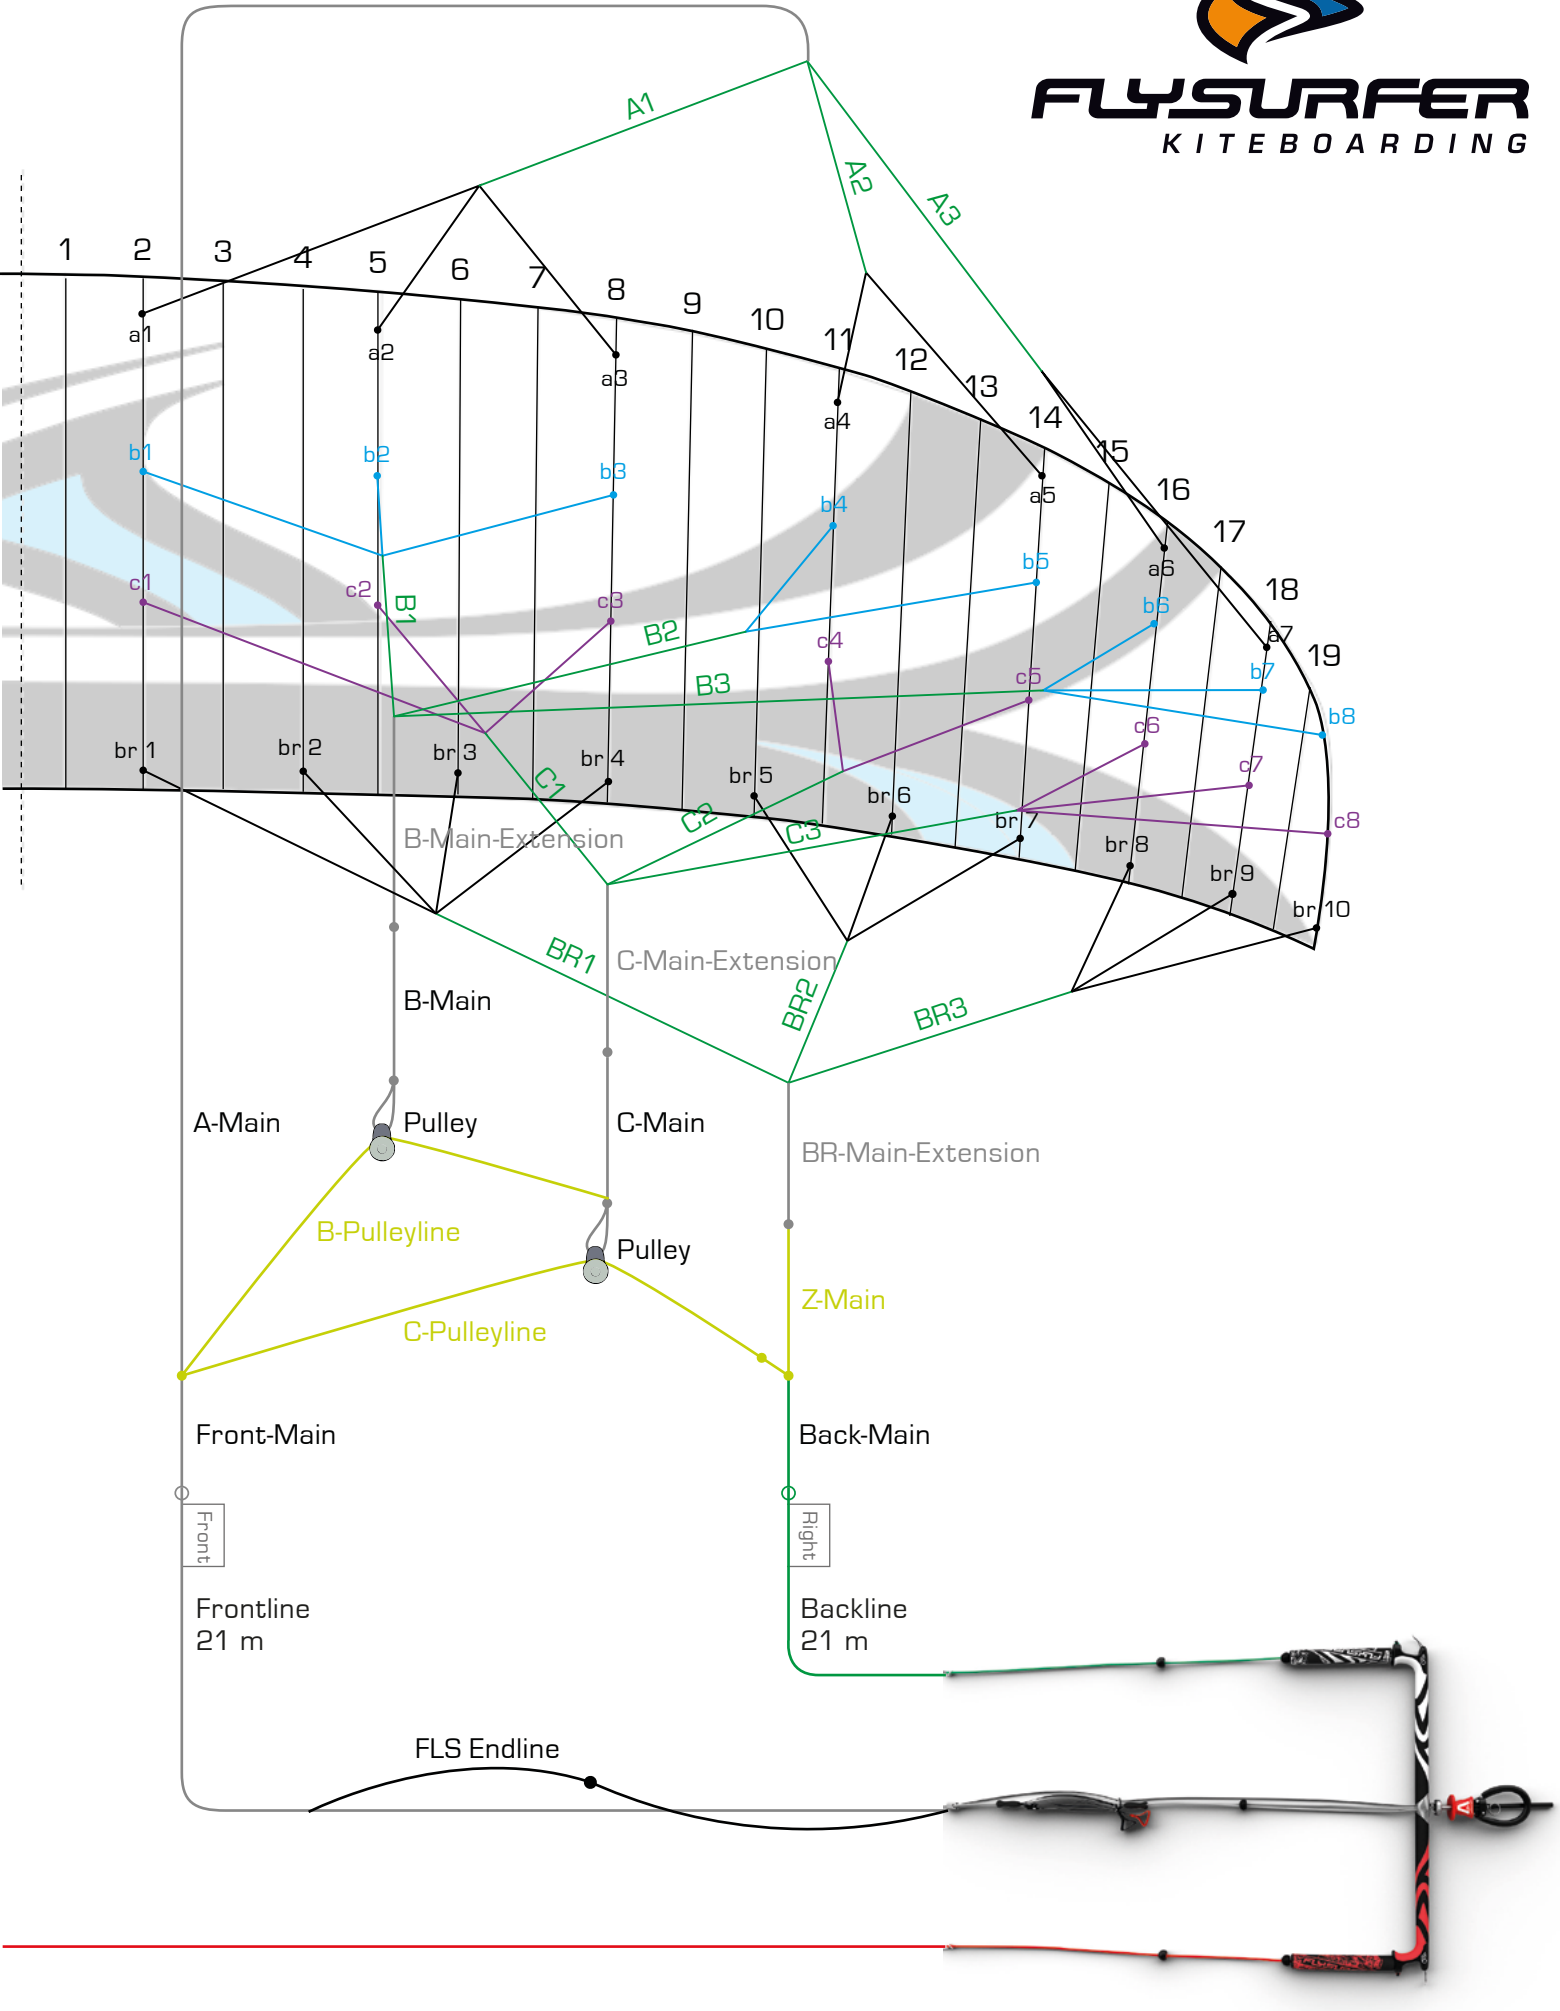 FLYSURFER
KITEBOARDING
A1
A2
A3
1
2
3
4
5
6
7
8
9
10
11
12
13
14
15
16
17
18
19
a1
a2
a3
a4
a5
a6
a7
b1
b2
b3
b4
b5
b6
b7
b8
c1
c2
c3
c4
c5
c6
c7
c8
B1
B2
B3
C1
C2
C3
br 1
br 2
br 3
br 4
br 5
br 6
br 7
br 8
br 9
br 10
B-Main-Extension
C-Main-Extension
BR1
BR2
BR3
B-Main
A-Main
Pulley
C-Main
BR-Main-Extension
B-Pulleyline
Pulley
Z-Main
C-Pulleyline
Front-Main
Back-Main
Front
Right
Frontline
21 m
Backline
21 m
FLS Endline